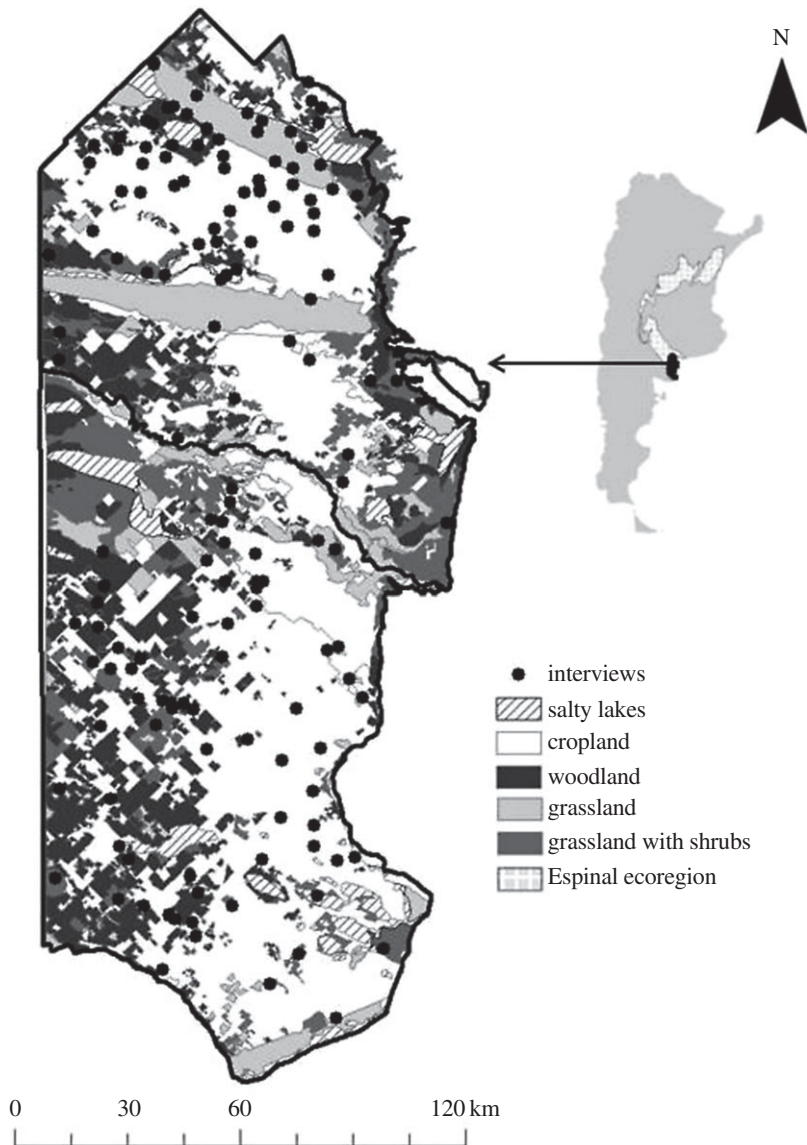 N
interviews
salty lakes
cropland
woodland
grassland
grassland with shrubs
Espinal ecoregion
0 30 60 120 km